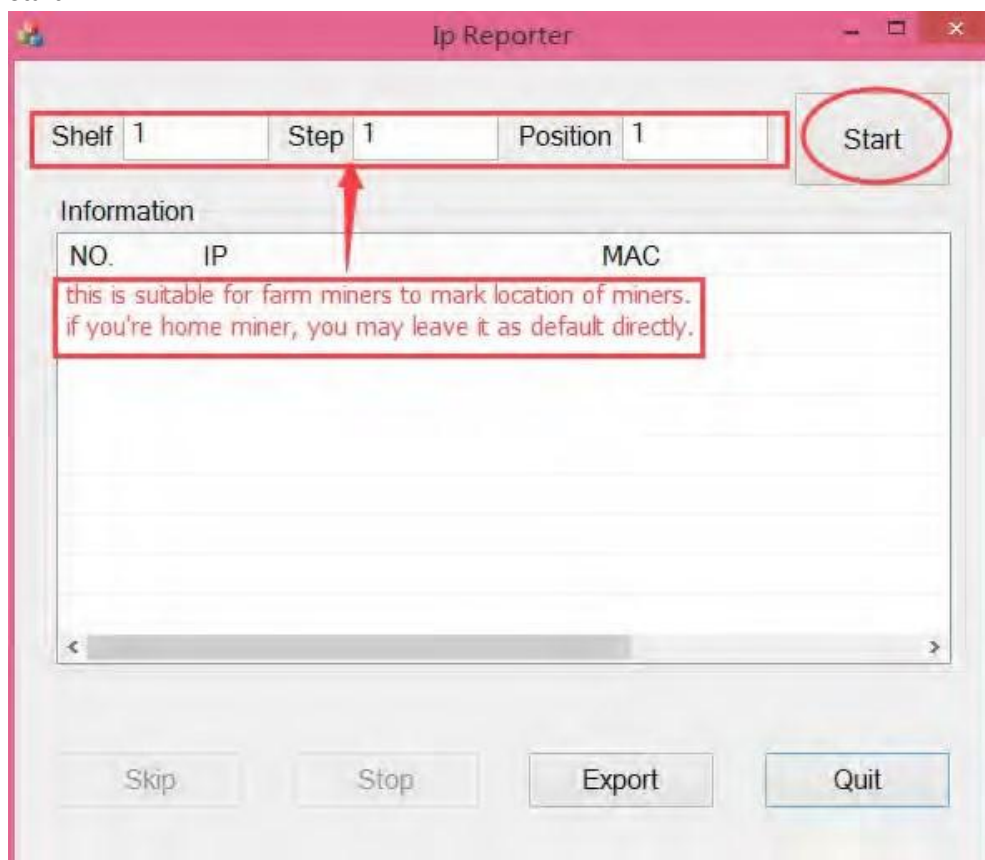 Ip Reporter
Shelf 1 Step 1 Position 1 Start
Information
NO. IP MAC
this is suitable for farm miners to mark location of miners.
if you're home miner, you may leave it as default directly.
Skip Stop Export Quit